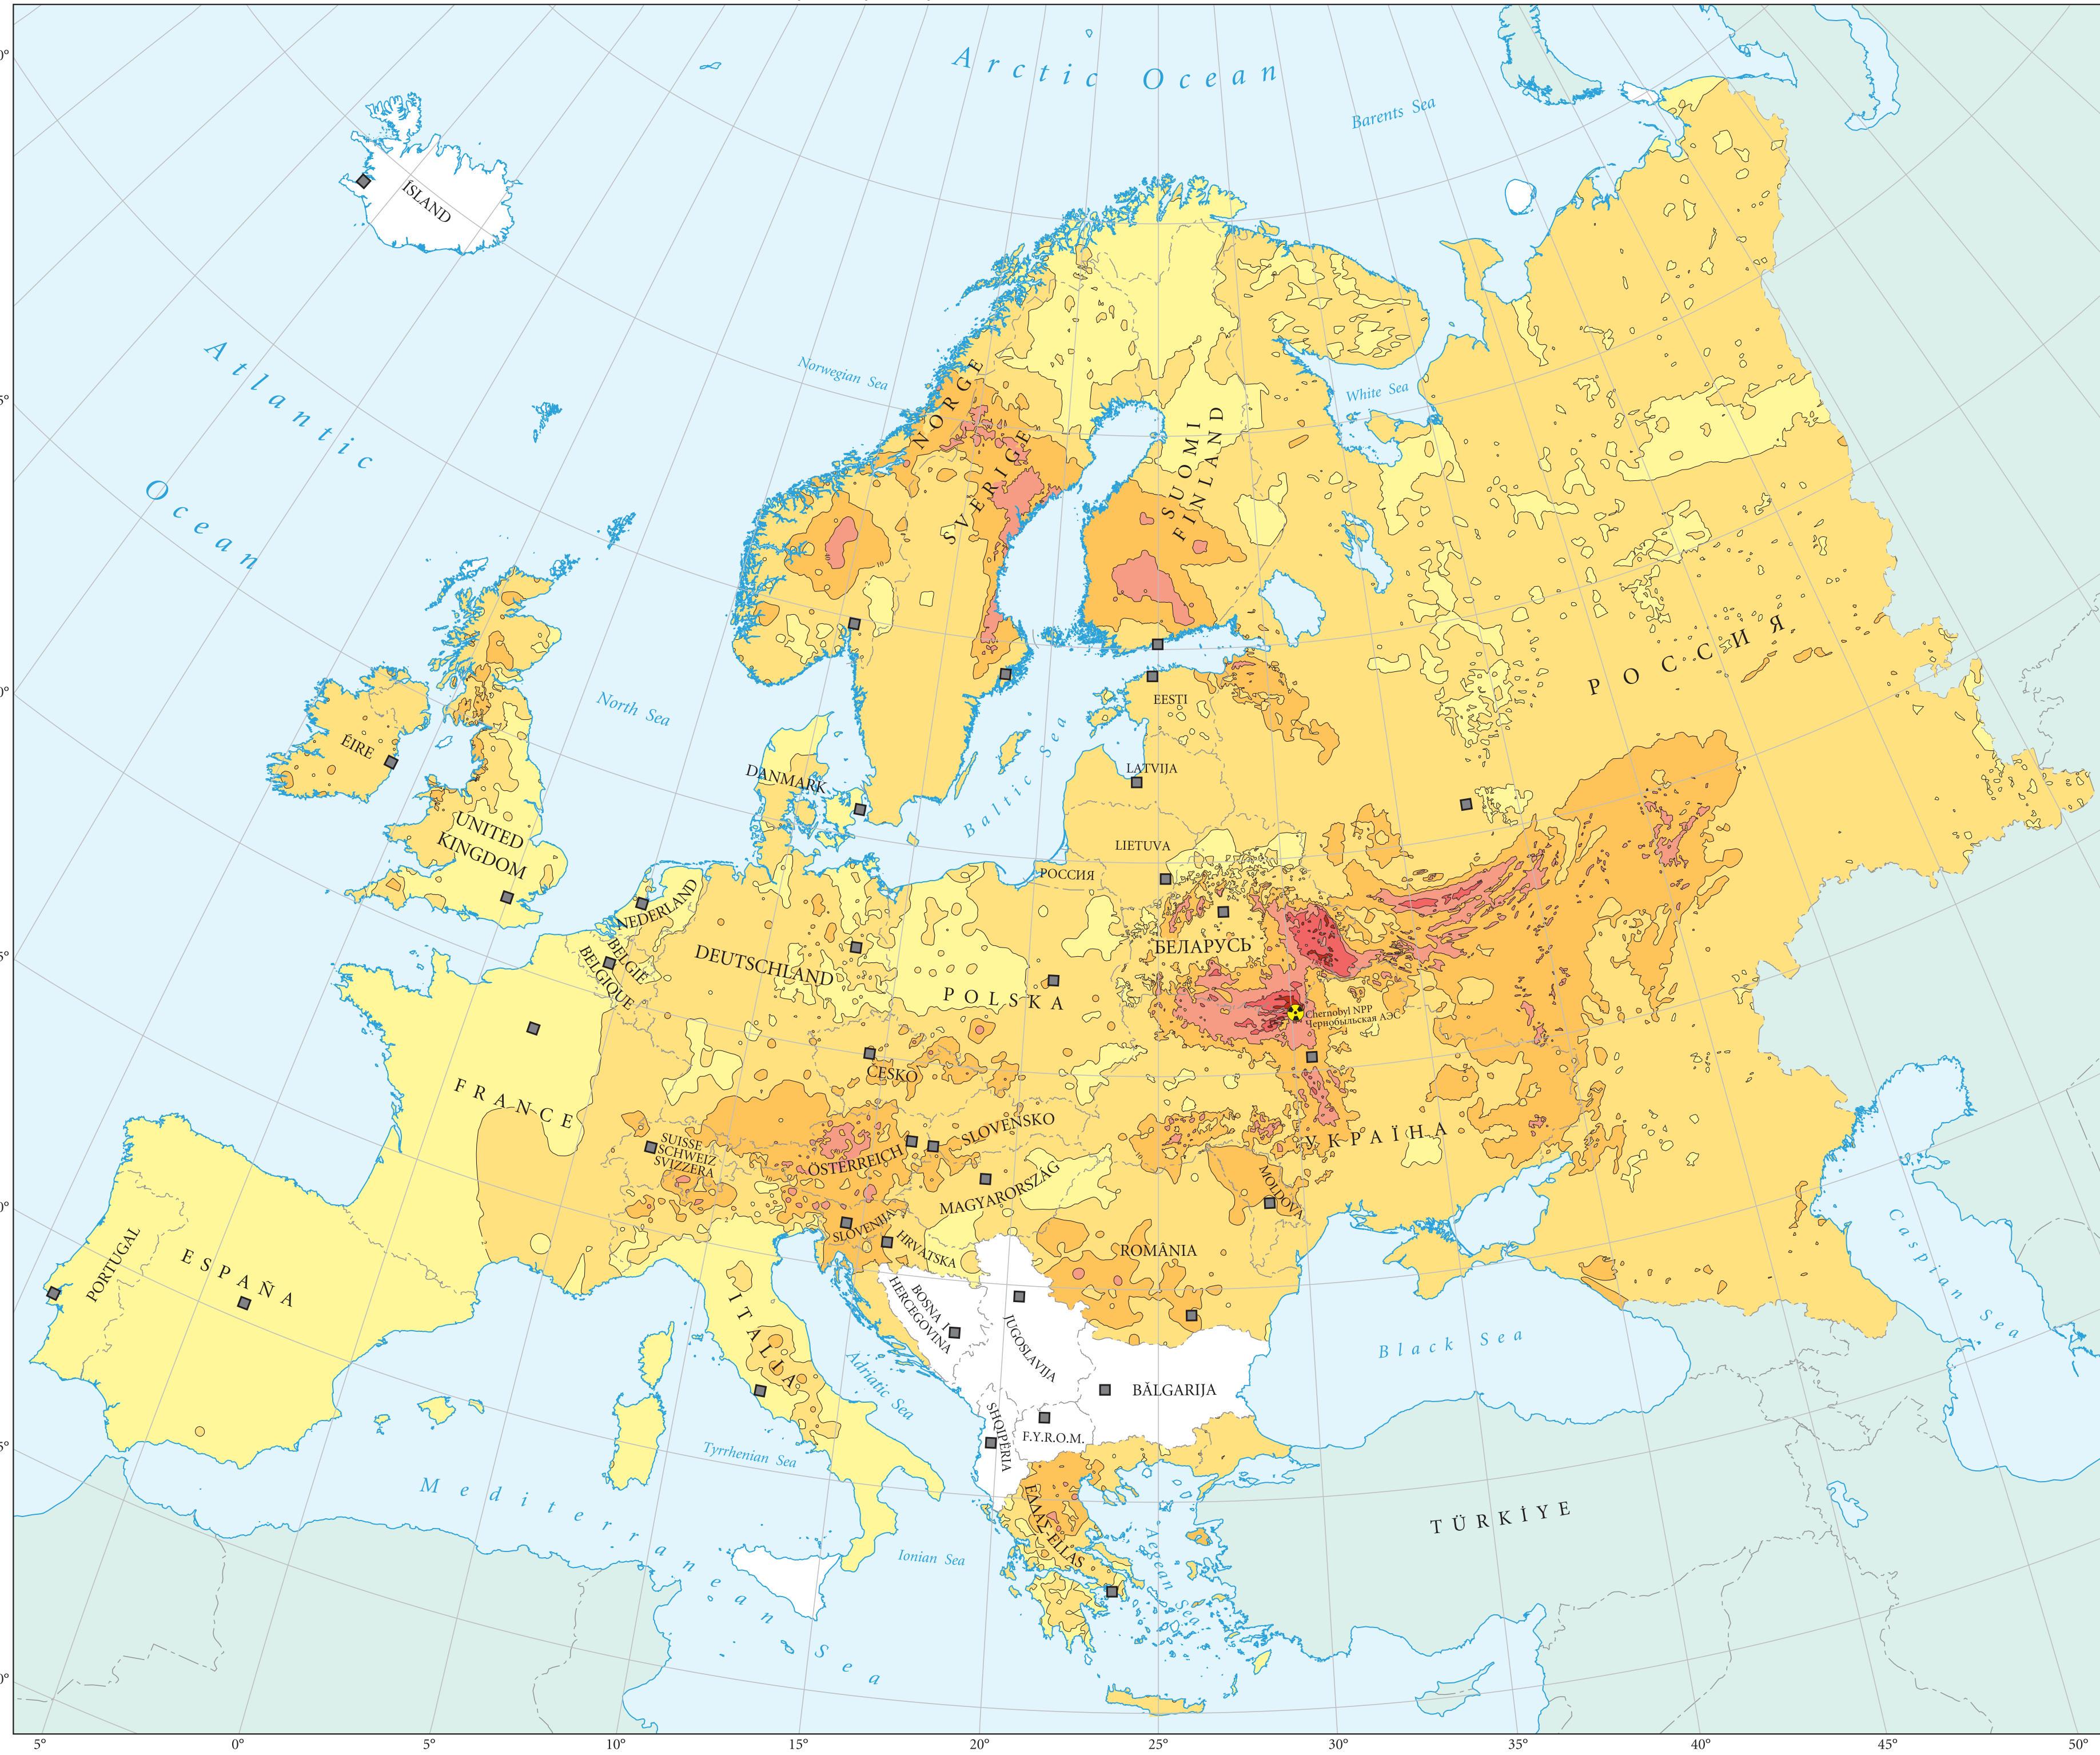 Arctic Ocean
Barents Sea
ÍSLAND
Atlantic
Ocean
Norwegian Sea
White Sea
NORGE
SVERIGE
SUOMI
FINLAND
РОССИЯ
North Sea
EESTI
ÉIRE
LATVIJA
DANMARK
Baltic Sea
UNITED
KINGDOM
LIETUVA
РОССИЯ
NEDERLAND
БЕЛАРУСЬ
BELGIË
BELGIQUE
DEUTSCHLAND
POLSKA
Chernobyl NPP
Чернобыльская АЭС
ČESKO
FRANCE
SLOVENSKO
УКРАЇНА
SUISSE
SCHWEIZ
SVIZZERA
ÖSTERREICH
MAGYARORSZÁG
MOLDOVA
SLOVENIJA
HRVATSKA
ROMÂNIA
Caspian Sea
PORTUGAL
ESPAÑA
ITALIA
BOSNA I
HERCEGOVINA
JUGOSLAVIJA
Black Sea
Adriatic Sea
BĂLGARIJA
SHQIPËRIA
F.Y.R.O.M.
Tyrrhenian Sea
Mediterranean Sea
ΕΛΛΑΣ-ELLAS
TÜRKİYE
Ionian Sea
Aegean Sea
5° 0° 5° 10° 15° 20° 25° 30° 35° 40° 45° 50°